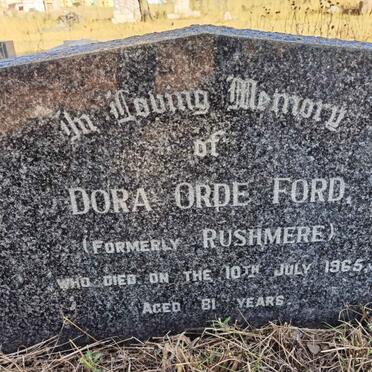 In Loving Memory
of
DORA ORDE FORD,
(FORMERLY RUSHMERE)
WHO DIED ON THE 10TH JULY 1965,
AGED 81 YEARS